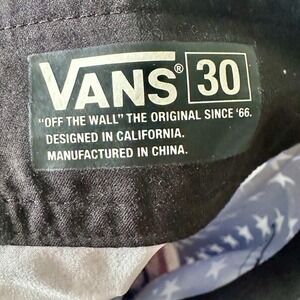 VANS® 30
"OFF THE WALL" THE ORIGINAL SINCE '66.
DESIGNED IN CALIFORNIA.
MANUFACTURED IN CHINA.